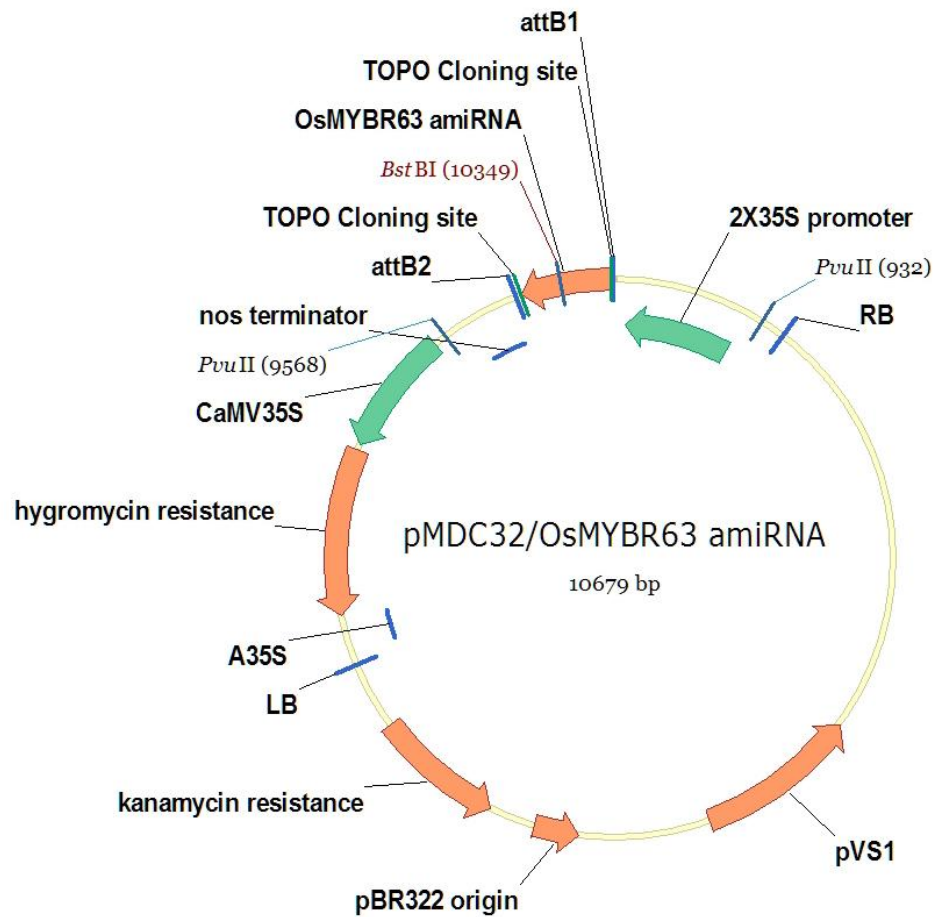 attB1
TOPO Cloning site
OsMYBR63 amiRNA
BstBI (10349)
TOPO Cloning site
2X35S promoter
attB2
PvuII (932)
nos terminator
RB
PvuII (9568)
CaMV35S
hygromycin resistance
pMDC32/OsMYBR63 amiRNA
10679 bp
A35S
LB
kanamycin resistance
pVS1
pBR322 origin